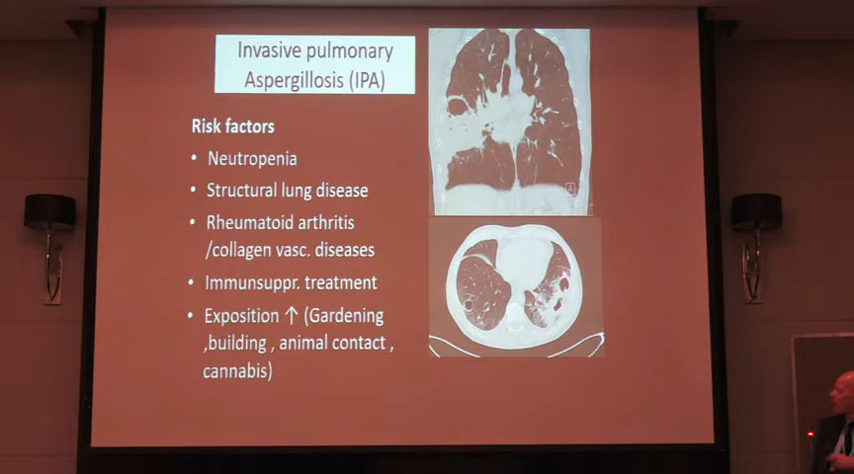 Invasive pulmonary
Aspergillosis (IPA)
Risk factors
• Neutropenia
• Structural lung disease
• Rheumatoid arthritis
/collagen vasc. diseases
• Immunsuppr. treatment
• Exposition ↑ (Gardening
,building , animal contact ,
cannabis)